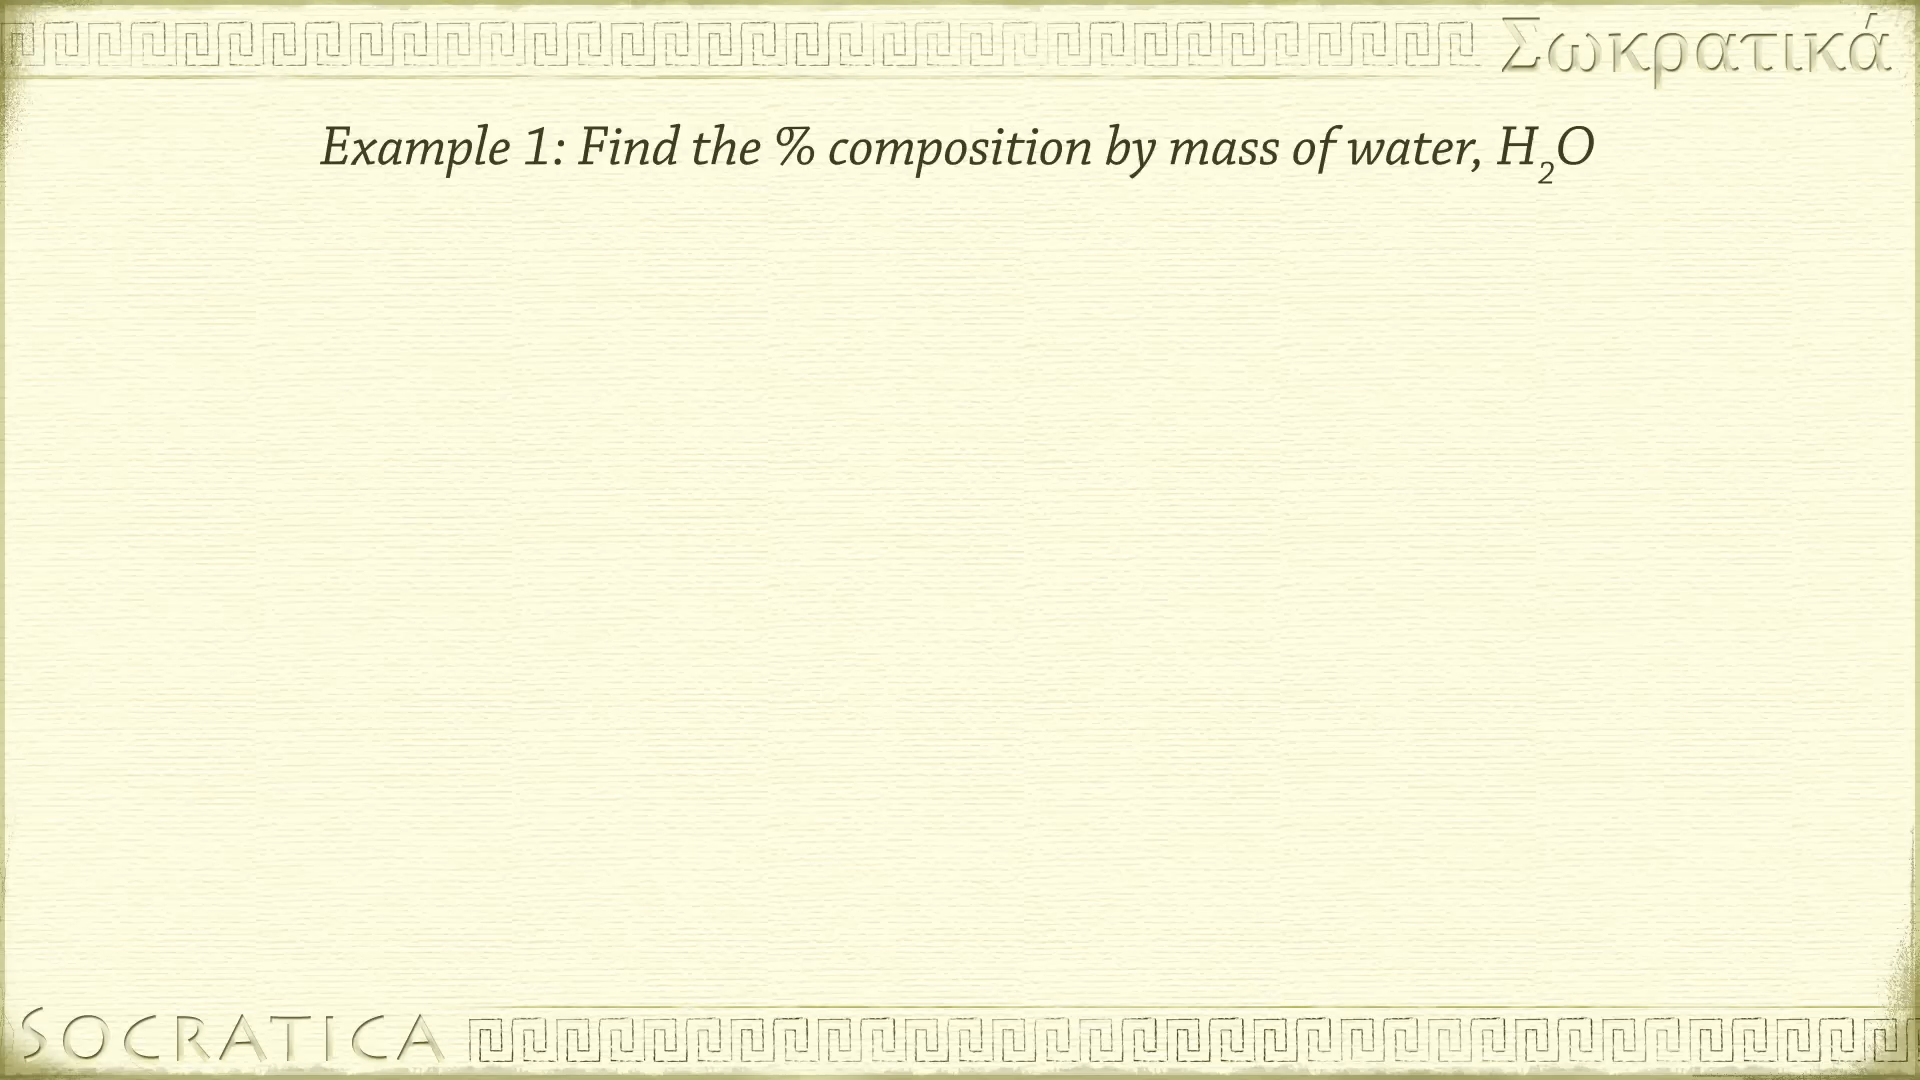 Σωκρατικά
Example 1: Find the % composition by mass of water, H₂O
SOCRATICA